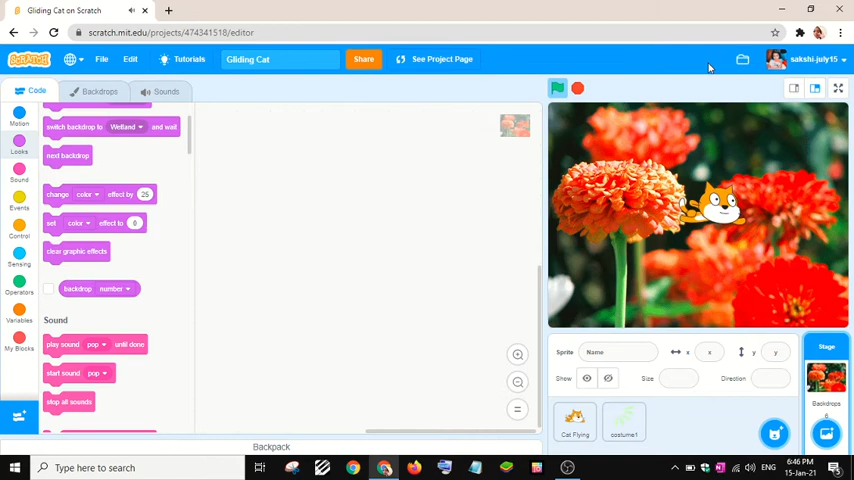 Gliding Cat on Scratch
scratch.mit.edu/projects/474341518/editor
SCRATCH
File
Edit
Tutorials
Gliding Cat
Share
See Project Page
sakshi-july15
Code
Backdrops
Sounds
Motion
Looks
Sound
Events
Control
Sensing
Operators
Variables
My Blocks
switch backdrop to Wetland and wait
next backdrop
change color effect by 25
set color effect to 0
clear graphic effects
backdrop number
Sound
play sound pop until done
start sound pop
stop all sounds
Backpack
Sprite Name x x y y
Show Size Direction
Cat Flying
costume1
Stage
Backdrops
6
Type here to search
ENG
6:46 PM
15-Jan-21